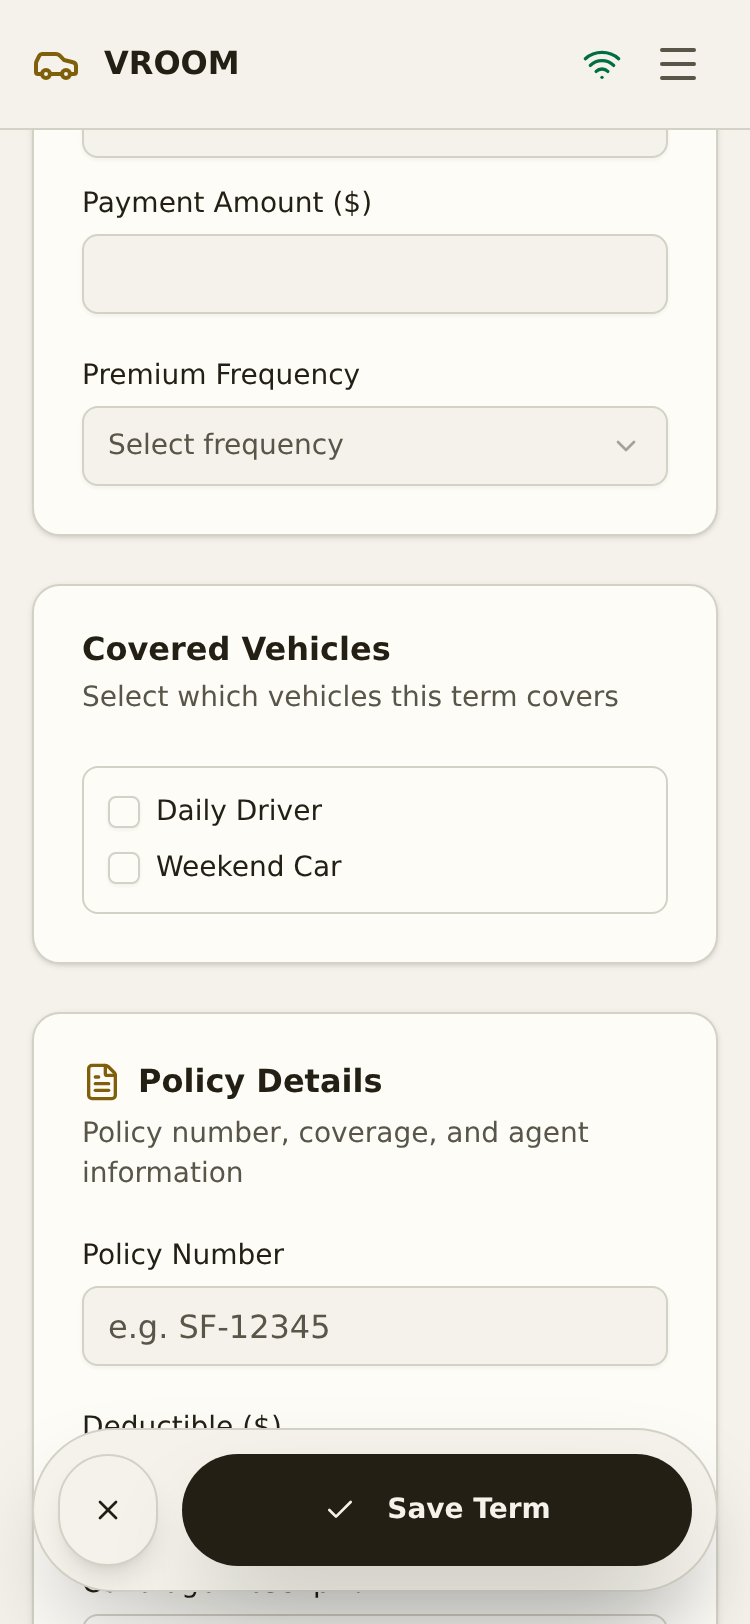 VROOM
Payment Amount ($)
Premium Frequency
Select frequency
Covered Vehicles
Select which vehicles this term covers
Daily Driver
Weekend Car
Policy Details
Policy number, coverage, and agent
information
Policy Number
e.g. SF-12345
Deductible ($)
Save Term